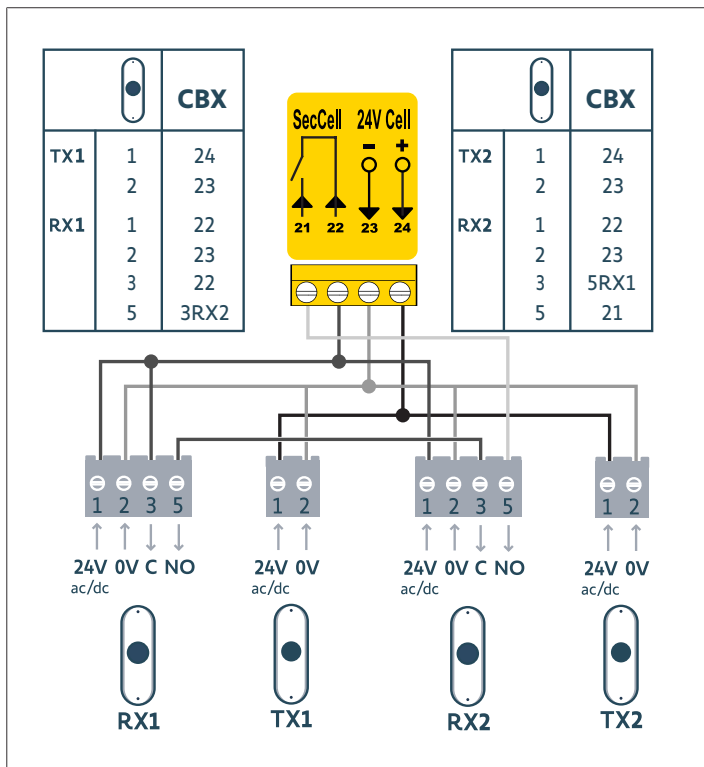 CBX
TX1 1 24
2 23
RX1 1 22
2 23
3 22
5 3RX2
SecCell 24V Cell
- +
21 22 23 24
CBX
TX2 1 24
2 23
RX2 1 22
2 23
3 5RX1
5 21
1 2 3 5
24V 0V C NO
ac/dc
RX1
1 2
24V 0V
ac/dc
TX1
1 2 3 5
24V 0V C NO
ac/dc
RX2
1 2
24V 0V
ac/dc
TX2